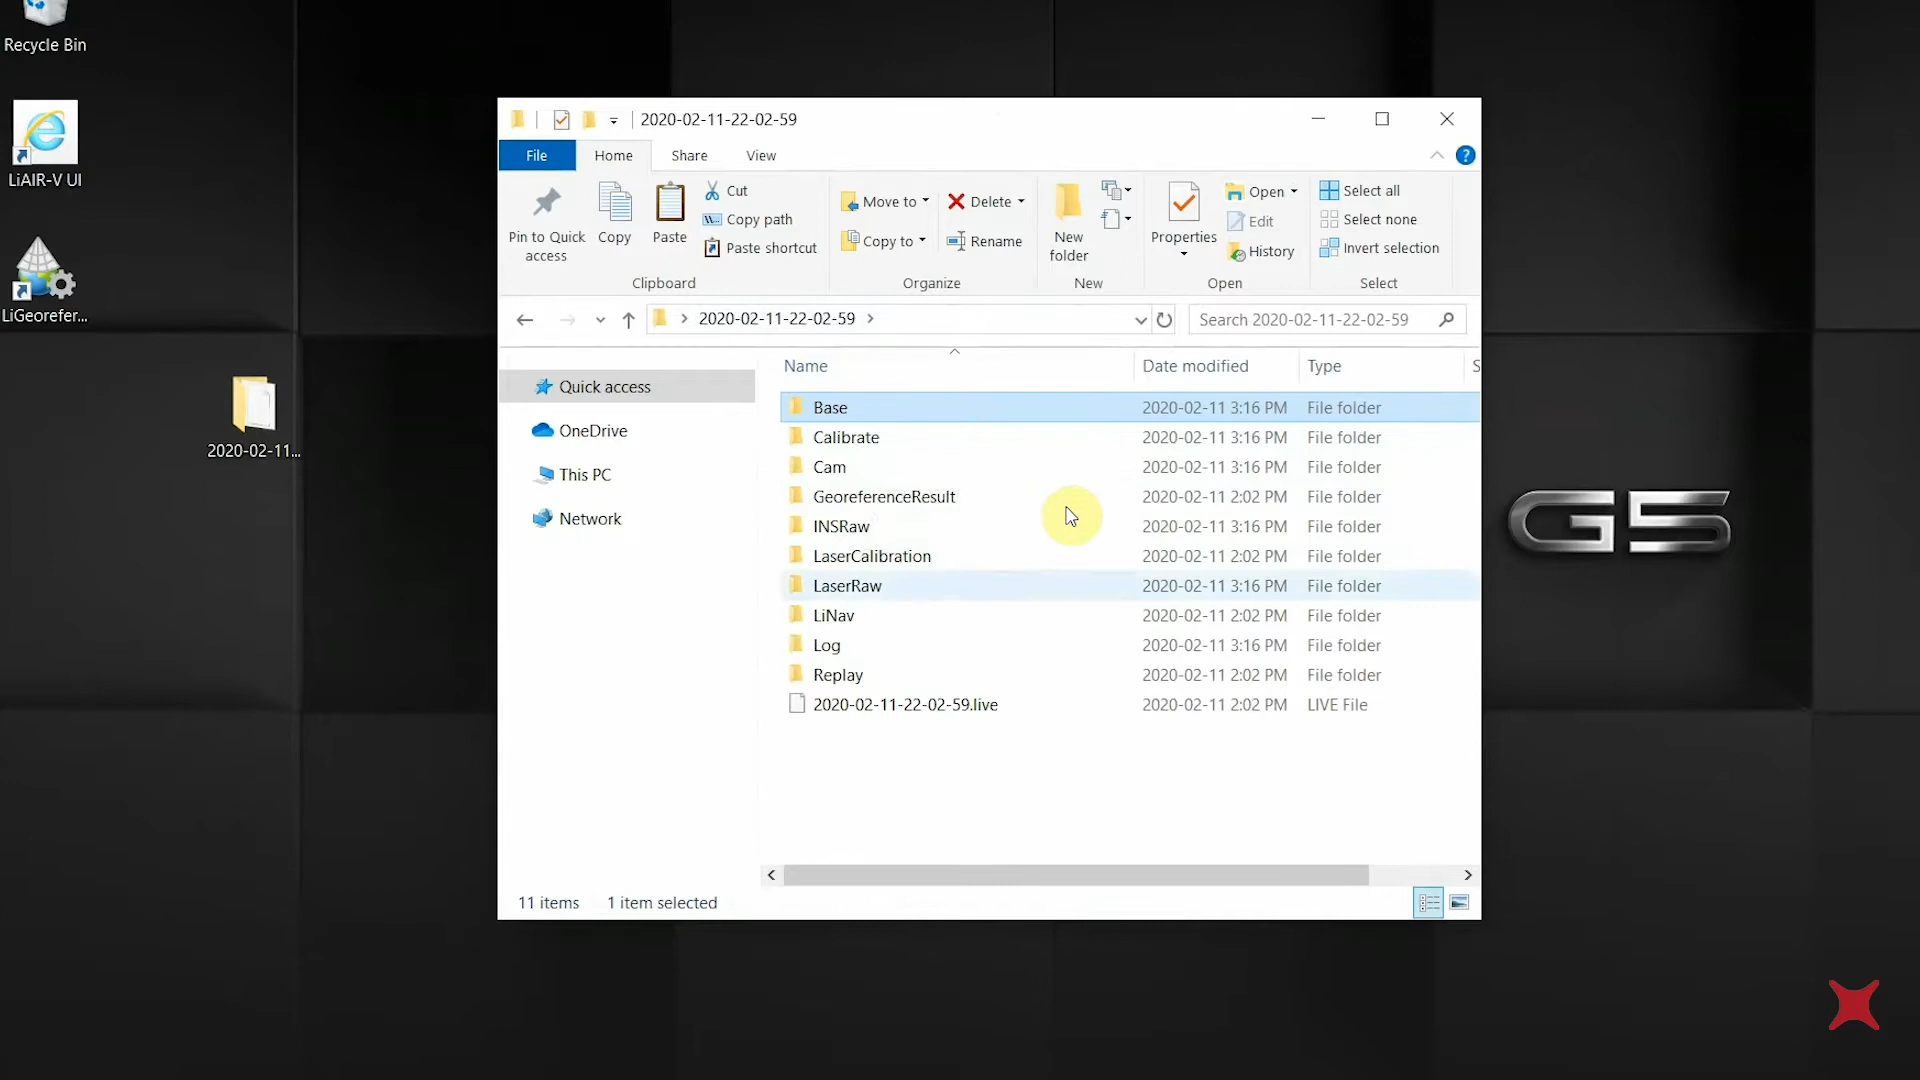 Recycle Bin
LiAIR-V UI
LiGeorefer...
2020-02-11...
2020-02-11-22-02-59
File Home Share View
Pin to Quick access
Copy
Paste
Cut
Copy path
Paste shortcut
Clipboard
Move to
Copy to
Delete
Rename
Organize
New folder
New
Properties
Open
Edit
History
Open
Select all
Select none
Invert selection
Select
2020-02-11-22-02-59
Search 2020-02-11-22-02-59
Quick access
OneDrive
This PC
Network
Name Date modified Type S
Base 2020-02-11 3:16 PM File folder
Calibrate 2020-02-11 3:16 PM File folder
Cam 2020-02-11 3:16 PM File folder
GeoreferenceResult 2020-02-11 2:02 PM File folder
INSRaw 2020-02-11 3:16 PM File folder
LaserCalibration 2020-02-11 2:02 PM File folder
LaserRaw 2020-02-11 3:16 PM File folder
LiNav 2020-02-11 2:02 PM File folder
Log 2020-02-11 3:16 PM File folder
Replay 2020-02-11 2:02 PM File folder
2020-02-11-22-02-59.live 2020-02-11 2:02 PM LIVE File
11 items 1 item selected
G5